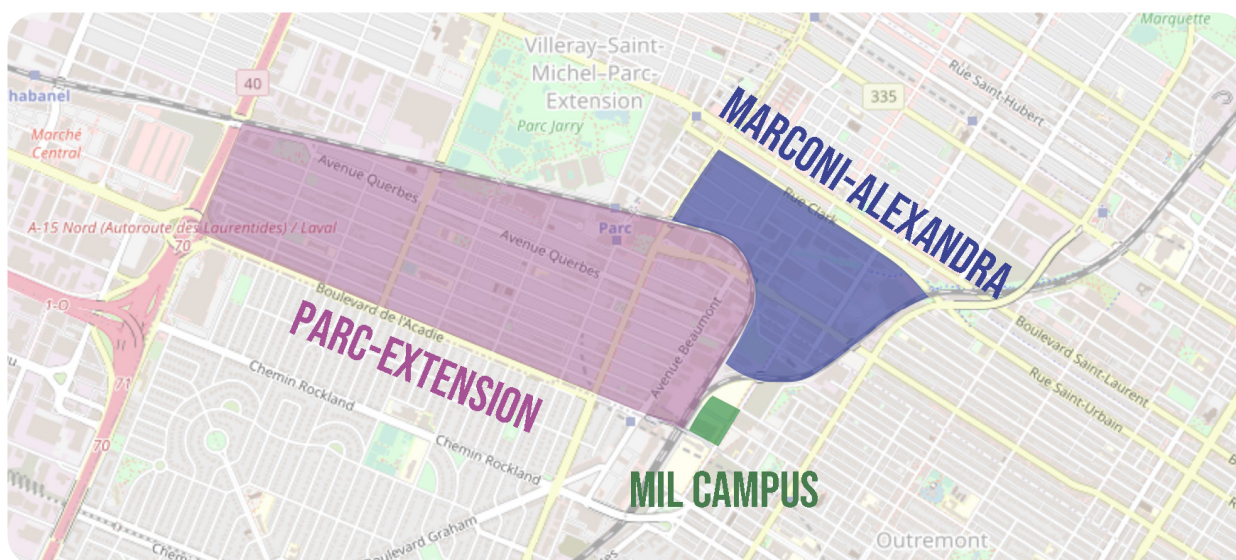 Marquette
Villeray–Saint-
Michel–Parc-
Extension
Rue Saint-Hubert
40
habanel
335
Parc Jarry
MARCONI-ALEXANDRA
Marché
Central
Avenue Querbes
Rue Clark
A-15 Nord (Autoroute des Laurentides) / Laval
70
Parc
Avenue Querbes
1-O
Boulevard de l'Acadie
Avenue Beaumont
PARC-EXTENSION
Boulevard Saint-Laurent
Chemin Rockland
Rue Saint-Urbain
71
Chemin Rockland
70
MIL CAMPUS
Boulevard Graham
Outremont